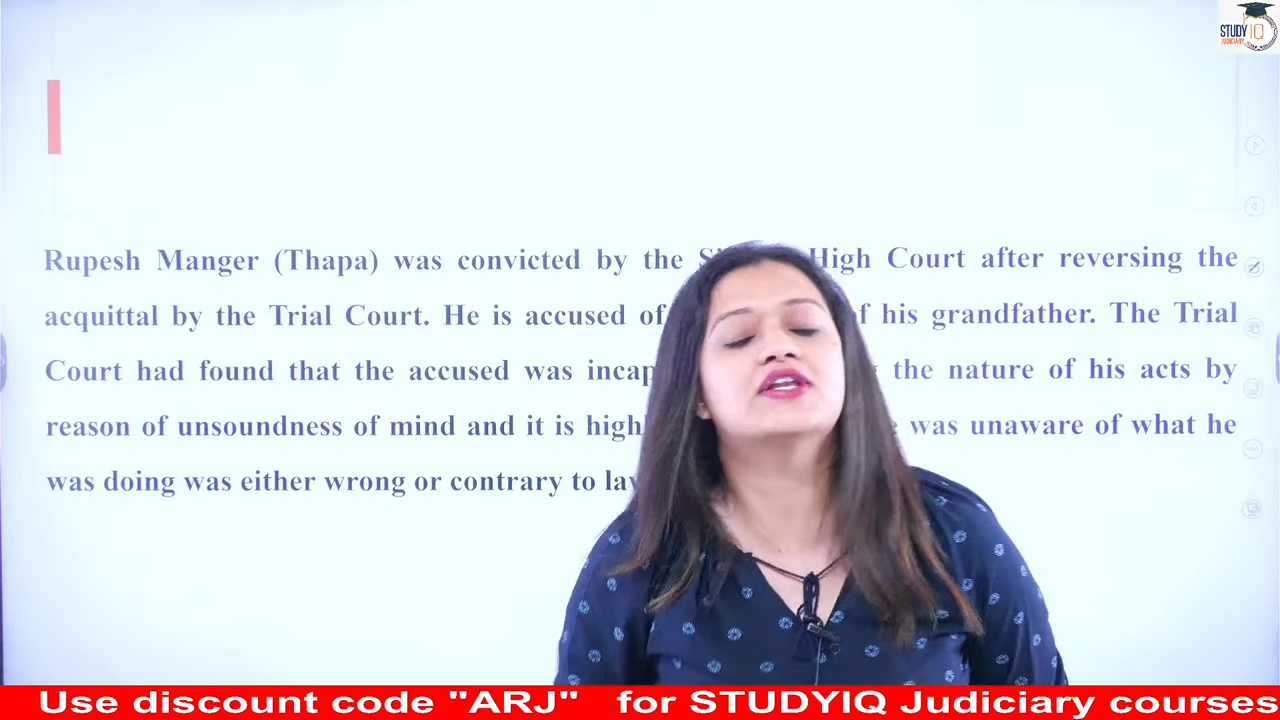 STUDY IQ
JUDICIARY
Rupesh Manger (Thapa) was convicted by the High Court after reversing the
acquittal by the Trial Court. He is accused of of his grandfather. The Trial
Court had found that the accused was the nature of his acts by
reason of unsoundness of mind and it is was unaware of what he
was doing was either wrong or contrary to
Use discount code "ARJ" for STUDYIQ Judiciary courses